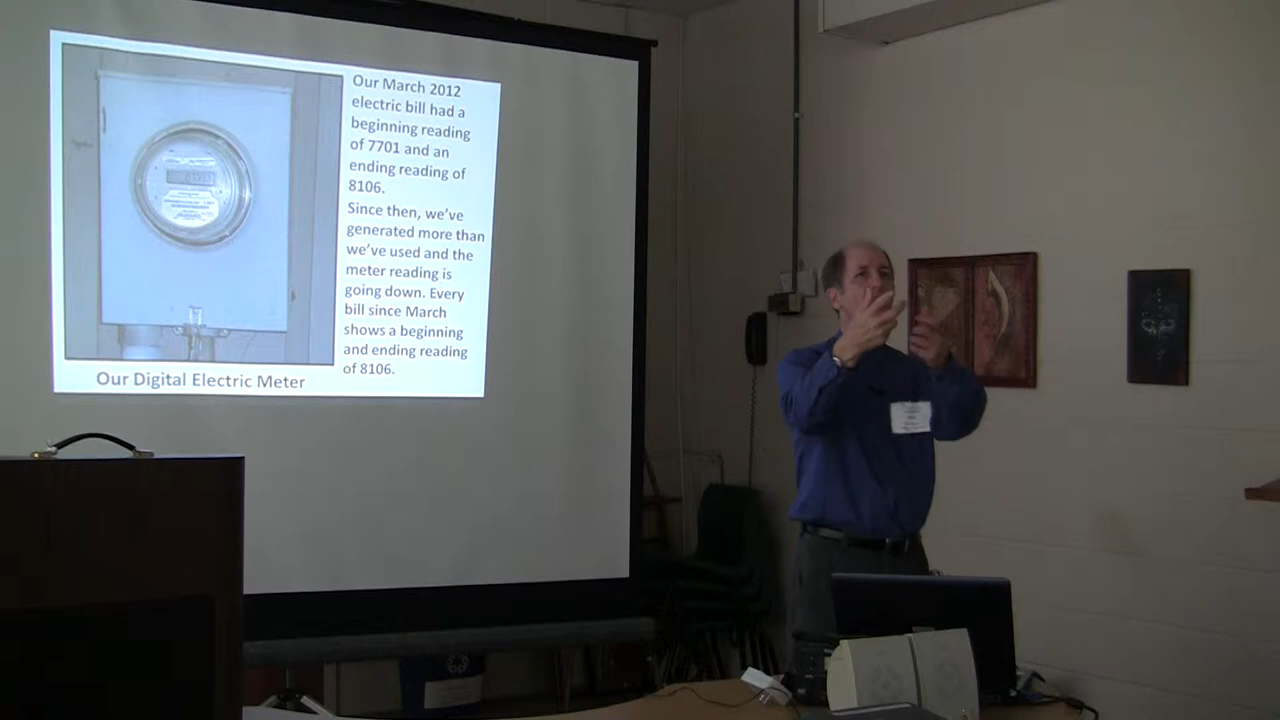 Our March 2012
electric bill had a
beginning reading
of 7701 and an
ending reading of
8106.
Since then, we've
generated more than
we've used and the
meter reading is
going down. Every
bill since March
shows a beginning
and ending reading
of 8106.
Our Digital Electric Meter